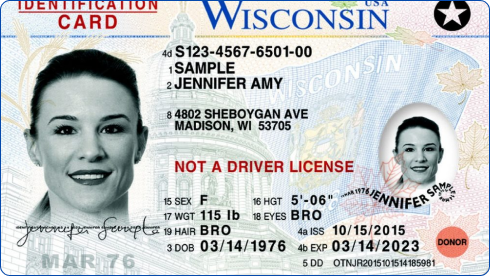 IDENTIFICATION
CARD
WISCONSIN USA
4d S123-4567-6501-00
1 SAMPLE
2 JENNIFER AMY
8 4802 SHEBOYGAN AVE
MADISON, WI 53705
WISCONSIN
NOT A DRIVER LICENSE
15 SEX F 16 HGT 5'-06"
17 WGT 115 lb 18 EYES BRO
19 HAIR BRO 4a ISS 10/15/2015
3 DOB 03/14/1976 4b EXP 03/14/2023
5 DD OTNJR2015101514185981
Jennifer Sample
MAR 76
JENNIFER SAMPLE
DONOR